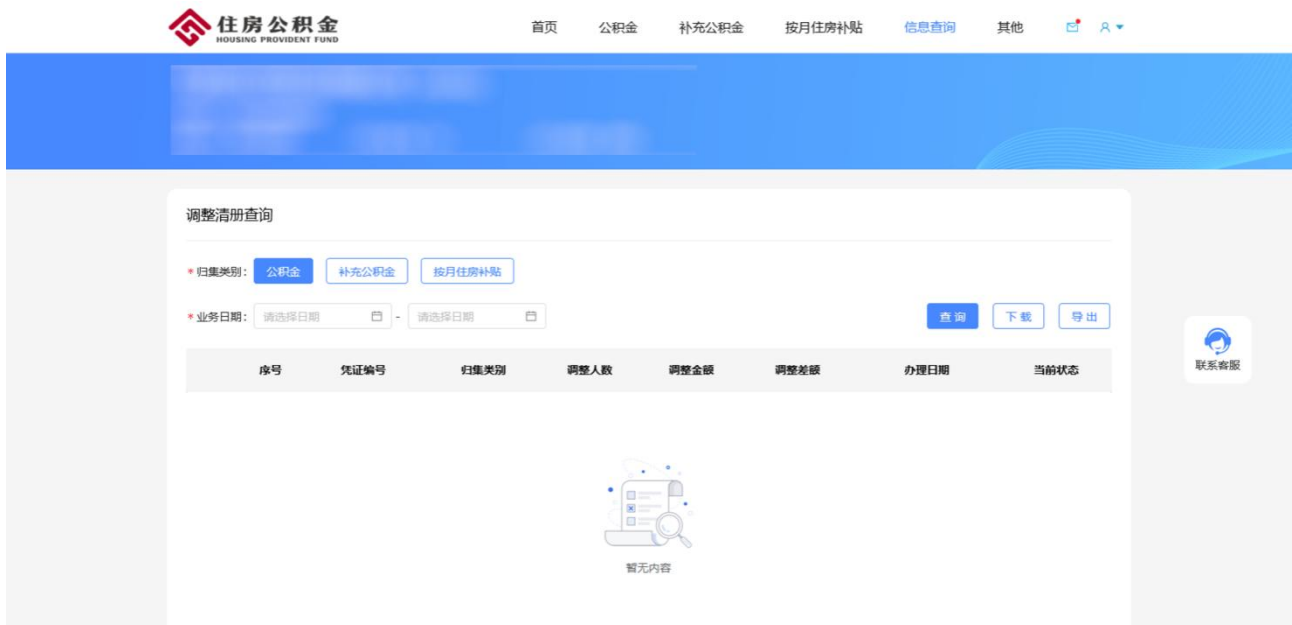 住房公积金
HOUSING PROVIDENT FUND
首页 公积金 补充公积金 按月住房补贴 信息查询 其他
调整清册查询
* 归集类别: 公积金 补充公积金 按月住房补贴
* 业务日期: 请选择日期 - 请选择日期 查询 下载 导出
序号 凭证编号 归集类别 调整人数 调整金额 调整差额 办理日期 当前状态
联系客服
暂无内容